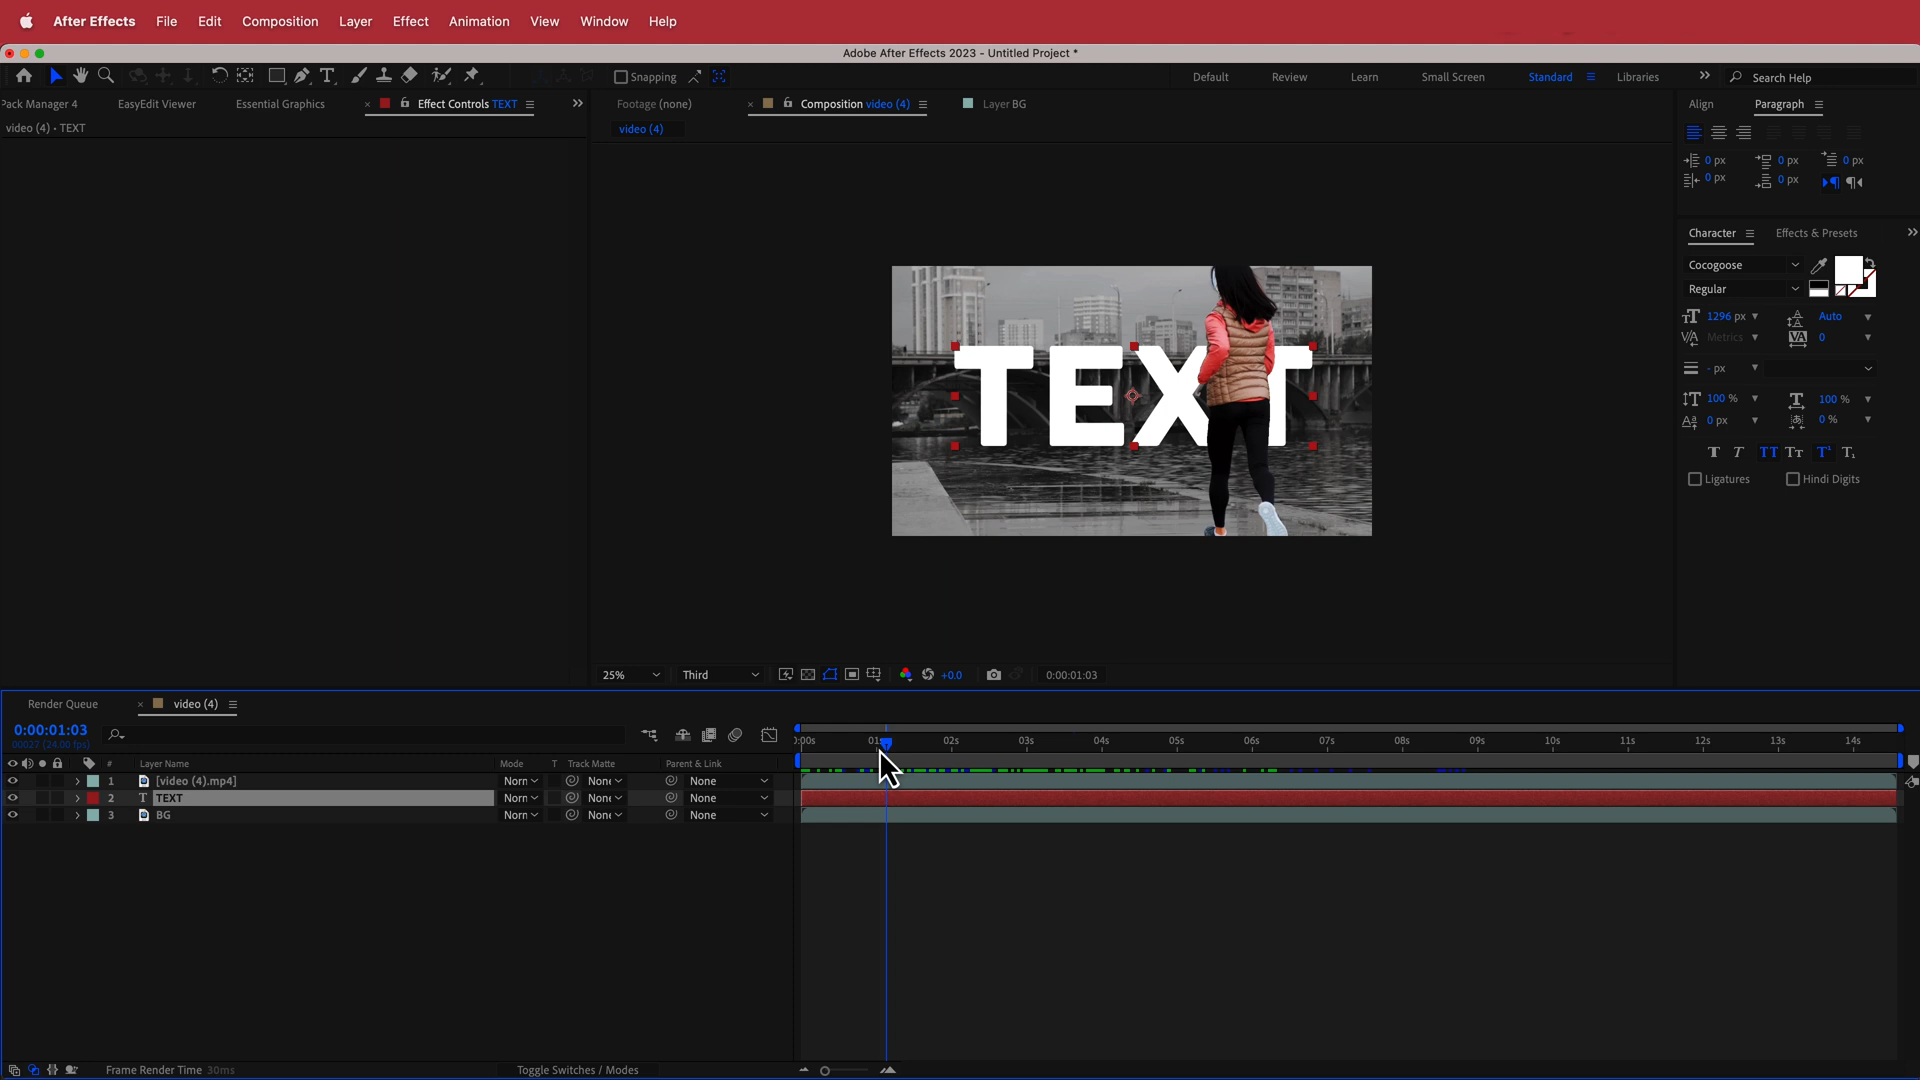 After Effects File Edit Composition Layer Effect Animation View Window Help
Adobe After Effects 2023 - Untitled Project *
Snapping Default Review Learn Small Screen Standard Libraries Search Help
Pack Manager 4 EasyEdit Viewer Essential Graphics × Effect Controls TEXT Footage (none) × Composition video (4) Layer BG Align Paragraph
video (4) • TEXT video (4)
0 px 0 px 0 px
0 px 0 px
Character Effects & Presets
Cocogoose
Regular
1296 px Auto
Metrics 0
- px
100 % 100 %
0 px 0 %
Ligatures Hindi Digits
TEXT
25% Third +0.0 0:00:01:03
Render Queue × video (4)
0:00:01:03
00027 (24.00 fps)
0:00s 01s 02s 03s 04s 05s 06s 07s 08s 09s 10s 11s 12s 13s 14s
# Layer Name Mode T Track Matte Parent & Link
1 [video (4).mp4] Norn None None
2 T TEXT Norn None None
3 BG Norn None None
Frame Render Time 30ms Toggle Switches / Modes